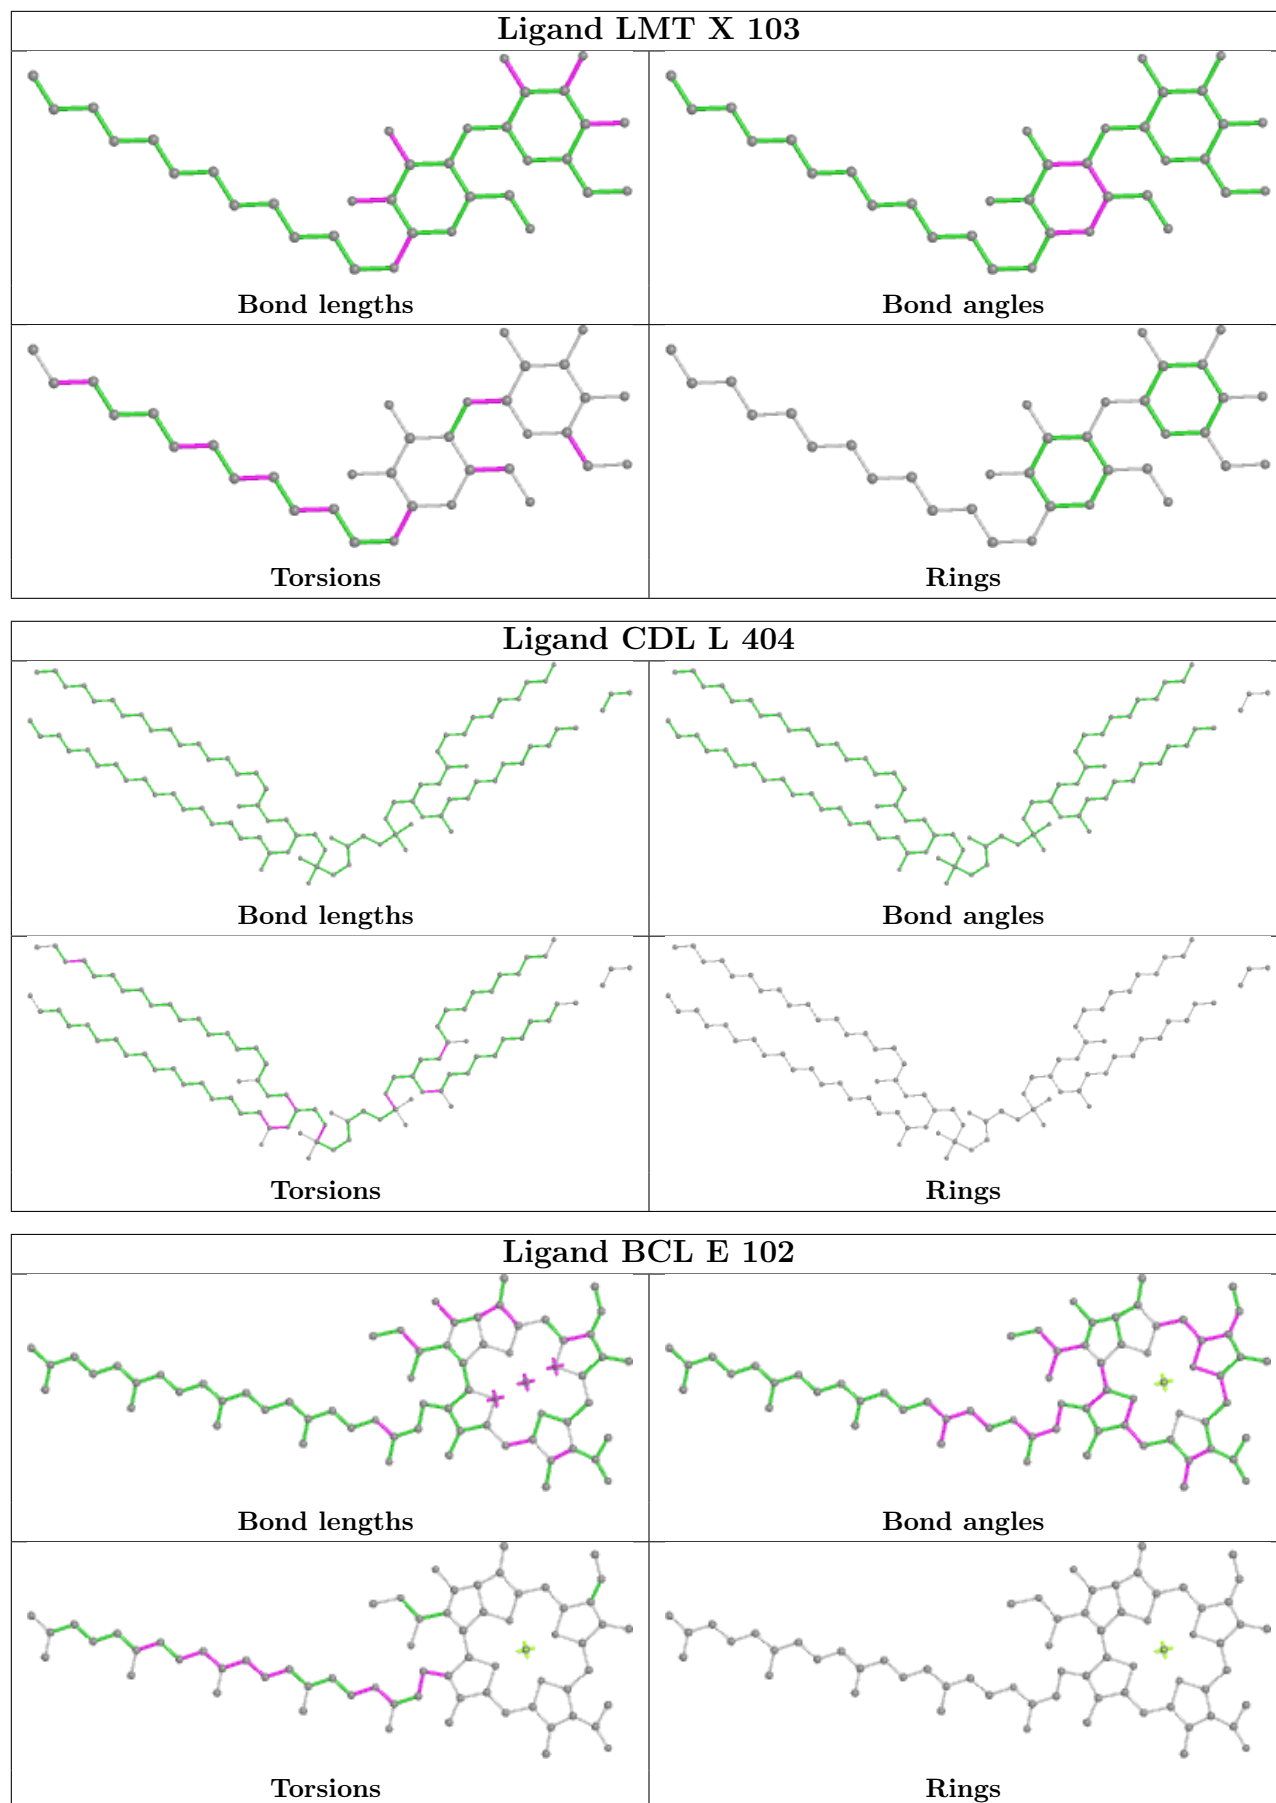 Ligand LMT X 103
Bond lengths
Bond angles
Torsions
Rings
Ligand CDL L 404
Bond lengths
Bond angles
Torsions
Rings
Ligand BCL E 102
Bond lengths
Bond angles
Torsions
Rings